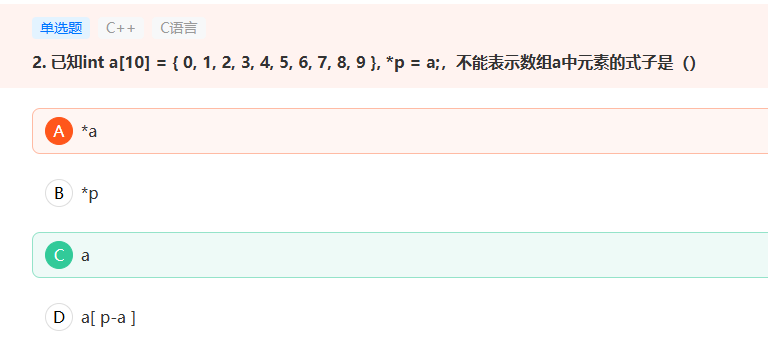 单选题 C++ C语言
2. 已知int a[10] = { 0, 1, 2, 3, 4, 5, 6, 7, 8, 9 }, *p = a;，不能表示数组a中元素的式子是（）
A *a
B *p
C a
D a[ p-a ]